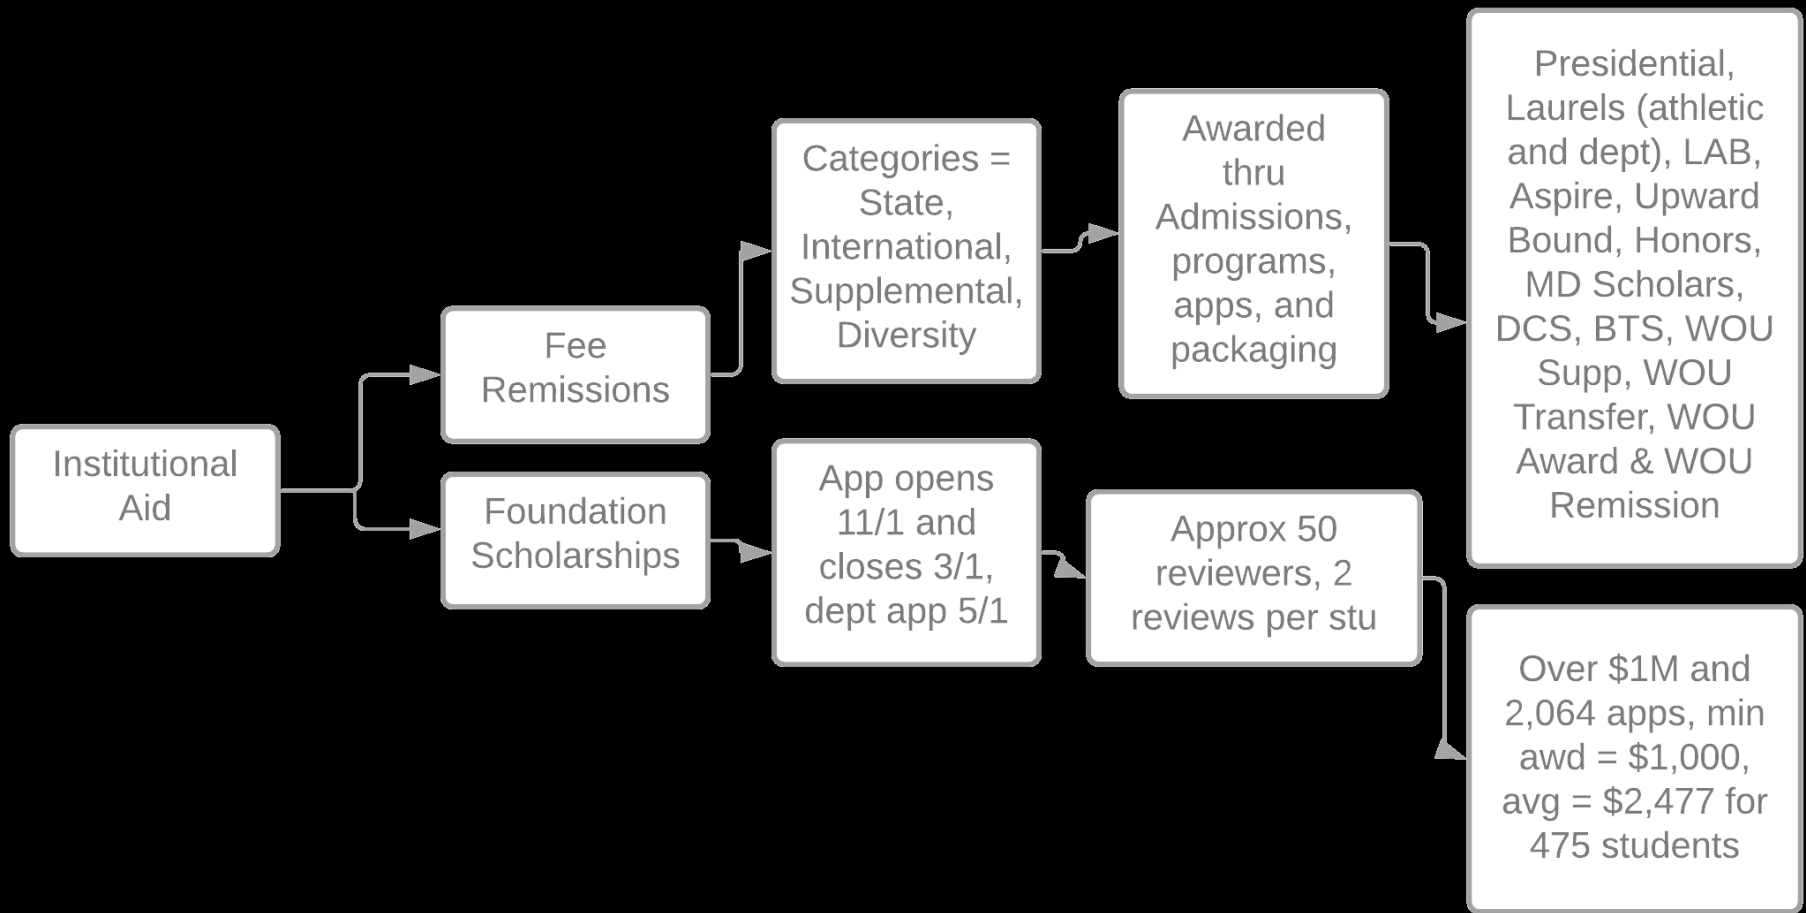 Institutional
Aid
Fee
Remissions
Categories =
State,
International,
Supplemental,
Diversity
Awarded
thru
Admissions,
programs,
apps, and
packaging
Presidential,
Laurels (athletic
and dept), LAB,
Aspire, Upward
Bound, Honors,
MD Scholars,
DCS, BTS, WOU
Supp, WOU
Transfer, WOU
Award & WOU
Remission
Foundation
Scholarships
App opens
11/1 and
closes 3/1,
dept app 5/1
Approx 50
reviewers, 2
reviews per stu
Over $1M and
2,064 apps, min
awd = $1,000,
avg = $2,477 for
475 students